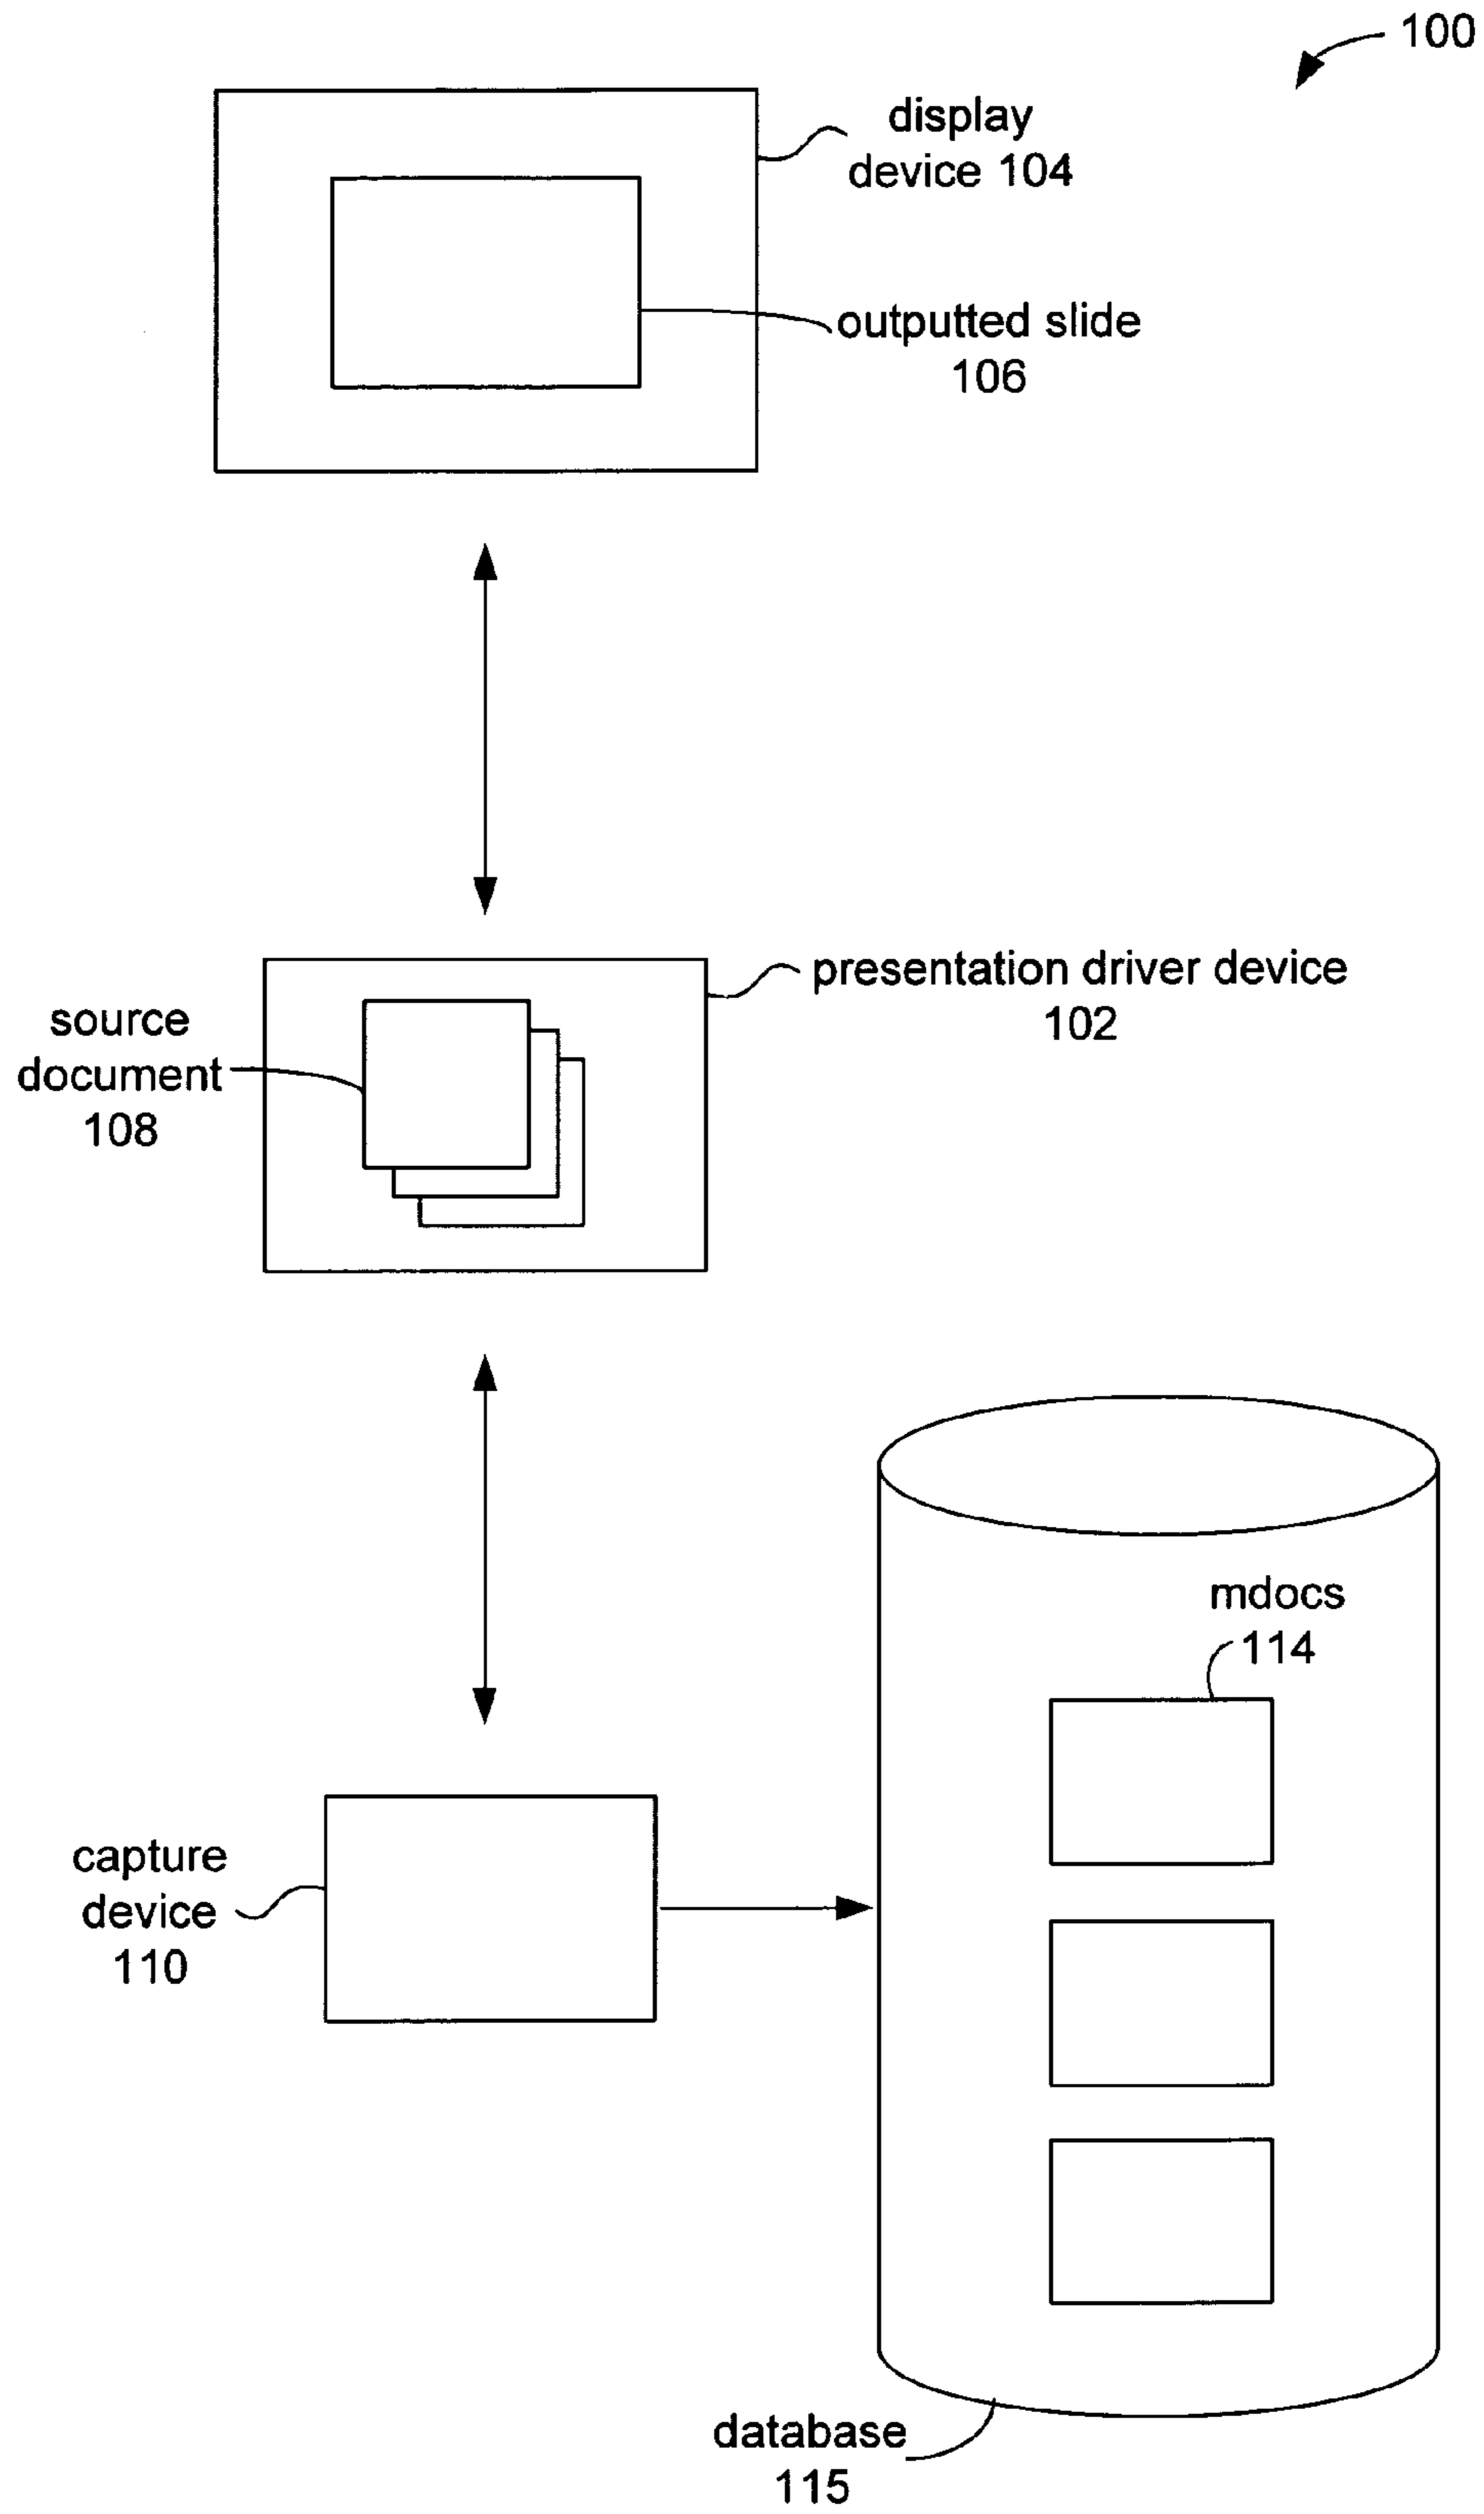 100
display
device 104
outputted slide
106
presentation driver device
102
source
document
108
mdocs
114
capture
device
110
database
115